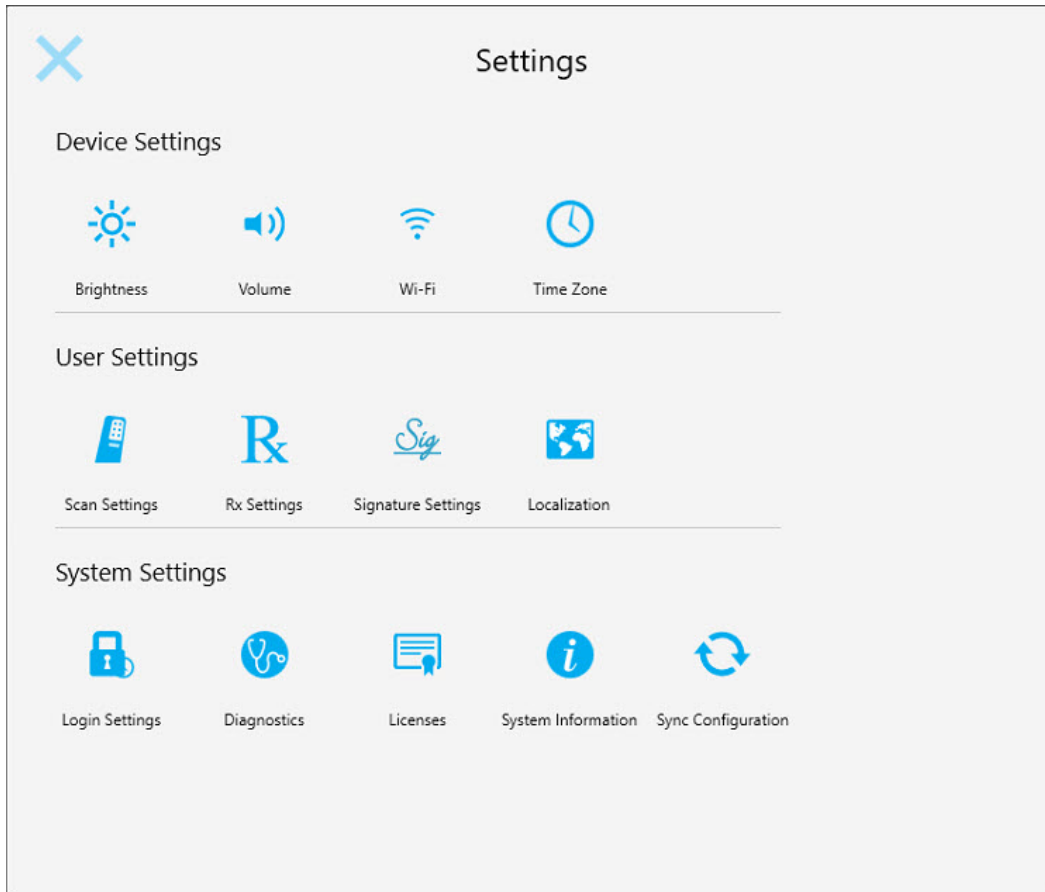 Settings
Device Settings
Brightness Volume Wi-Fi Time Zone
User Settings
Rx Sig
Scan Settings Rx Settings Signature Settings Localization
System Settings
i
Login Settings Diagnostics Licenses System Information Sync Configuration